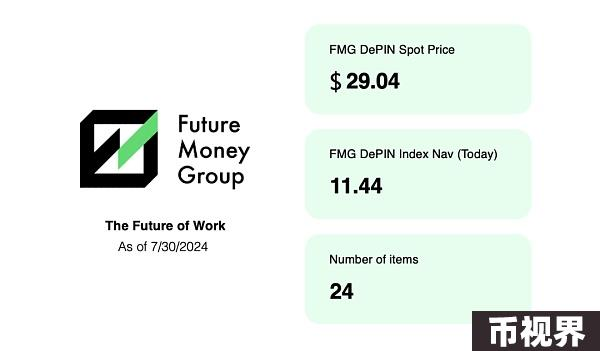 Future
Money
Group
The Future of Work
As of 7/30/2024
FMG DePIN Spot Price
$ 29.04
FMG DePIN Index Nav (Today)
11.44
Number of items
24
币视界